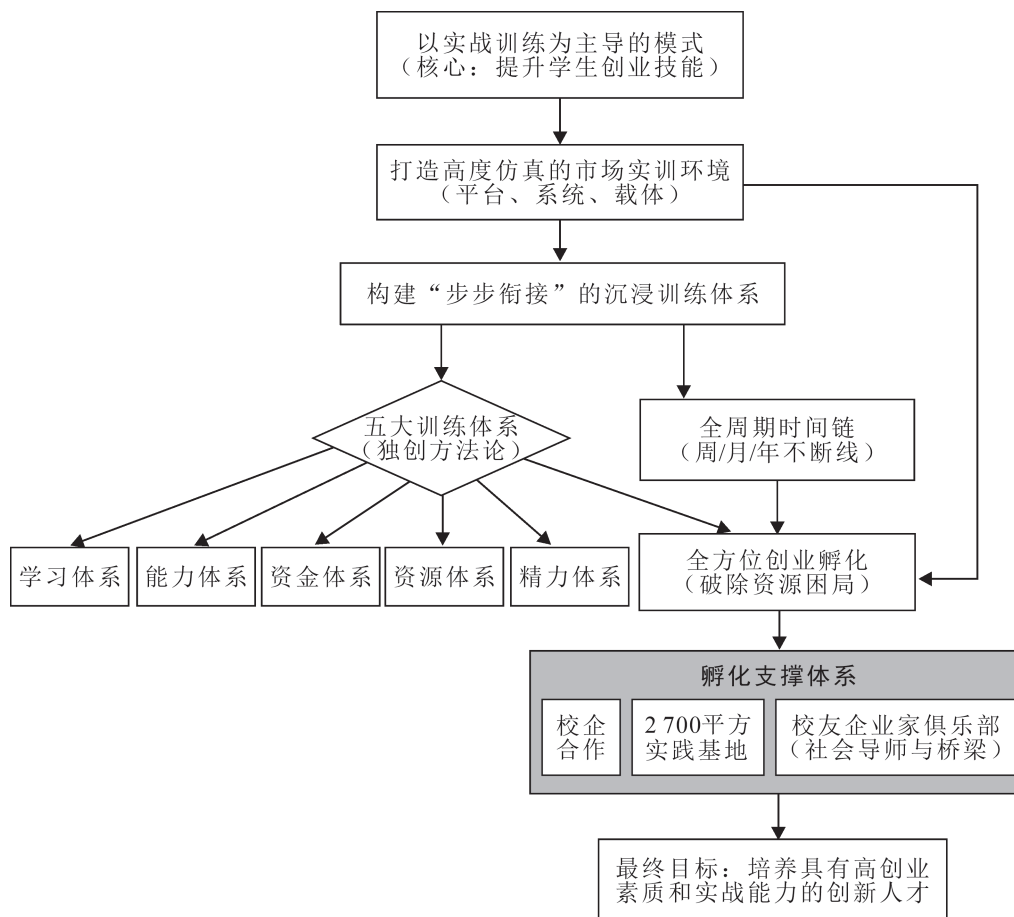 以实战训练为主导的模式
（核心：提升学生创业技能）
打造高度仿真的市场实训环境
（平台、系统、载体）
构建“步步衔接”的沉浸训练体系
五大训练体系
（独创方法论）
全周期时间链
（周/月/年不断线）
学习体系
能力体系
资金体系
资源体系
精力体系
全方位创业孵化
（破除资源困局）
孵化支撑体系
校企
合作
2 700平方
实践基地
校友企业家俱乐部
（社会导师与桥梁）
最终目标：培养具有高创业
素质和实战能力的创新人才